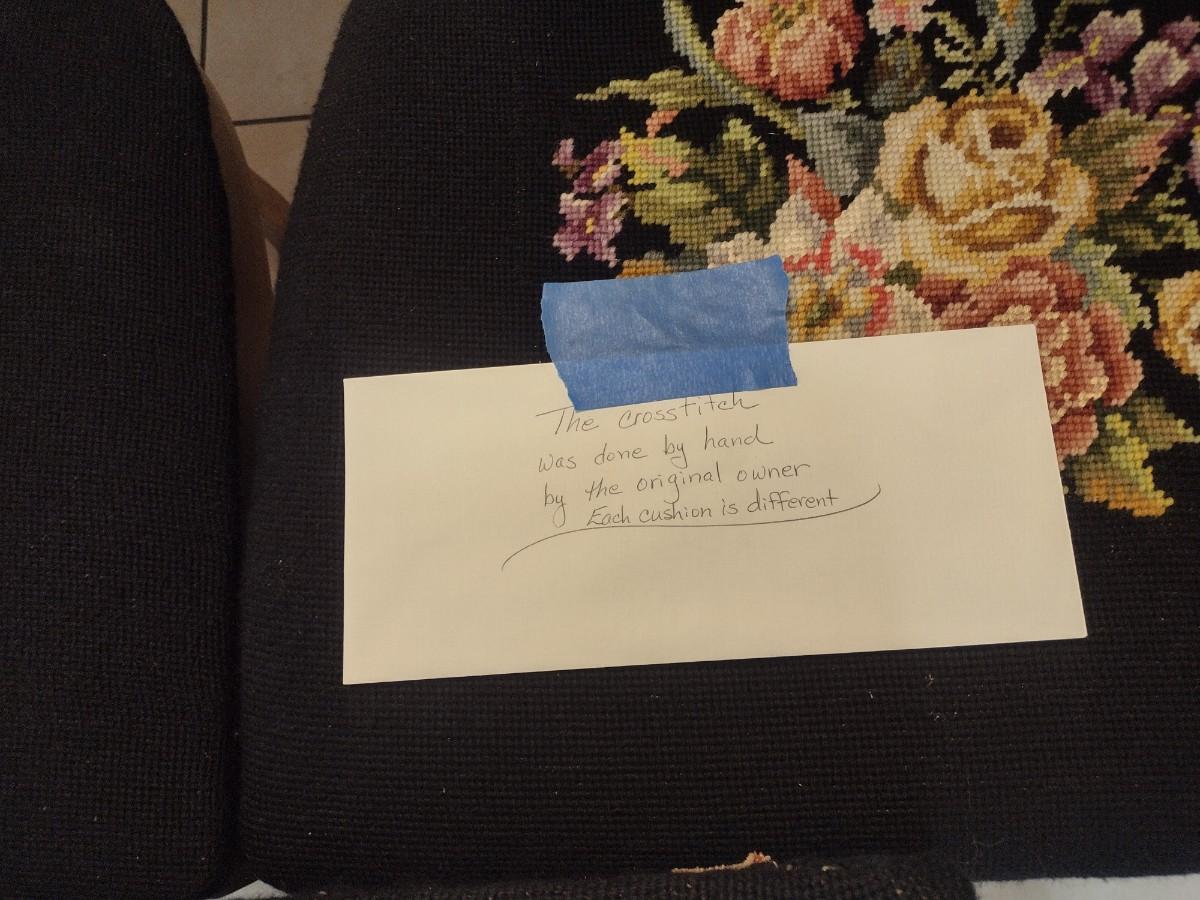 The crosstitch
was done by hand
by the original owner
Each cushion is different